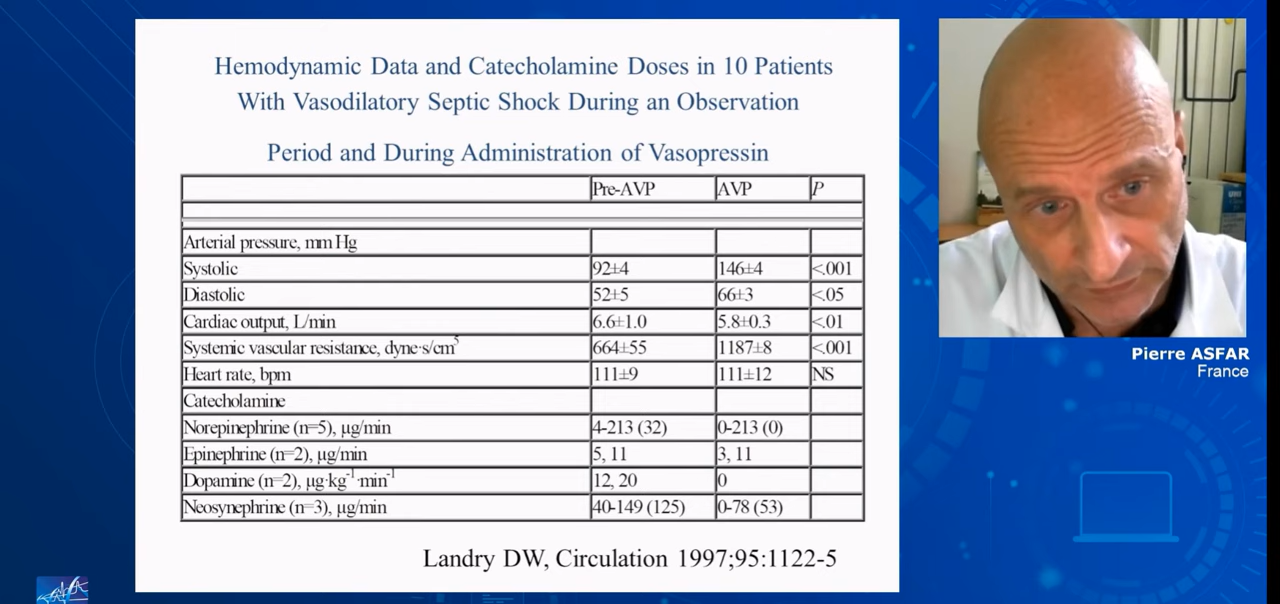 Hemodynamic Data and Catecholamine Doses in 10 Patients
With Vasodilatory Septic Shock During an Observation
Period and During Administration of Vasopressin
Pre-AVP AVP P
Arterial pressure, mm Hg
Systolic 92±4 146±4 <.001
Diastolic 52±5 66±3 <.05
Cardiac output, L/min 6.6±1.0 5.8±0.3 <.01
Systemic vascular resistance, dyne·s/cm⁵ 664±55 1187±8 <.001
Heart rate, bpm 111±9 111±12 NS
Catecholamine
Norepinephrine (n=5), µg/min 4-213 (32) 0-213 (0)
Epinephrine (n=2), µg/min 5, 11 3, 11
Dopamine (n=2), µg·kg⁻¹·min⁻¹ 12, 20 0
Neosynephrine (n=3), µg/min 40-149 (125) 0-78 (53)
Landry DW, Circulation 1997;95:1122-5
Pierre ASFAR
France